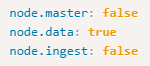 node.master: false
node.data: true
node.ingest: false